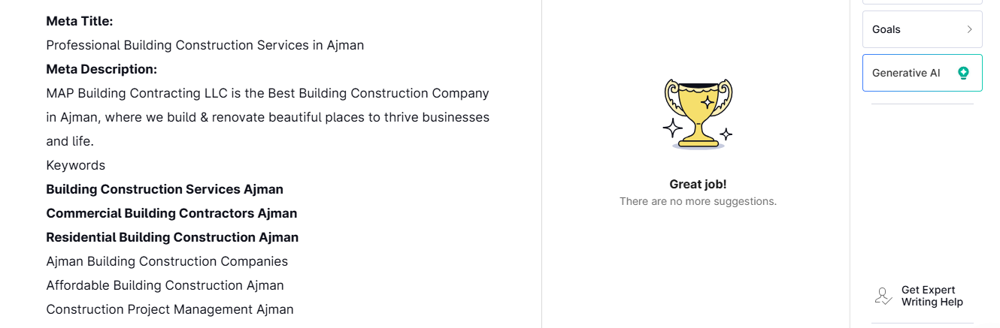 Meta Title:
Professional Building Construction Services in Ajman
Meta Description:
MAP Building Contracting LLC is the Best Building Construction Company
in Ajman, where we build & renovate beautiful places to thrive businesses
and life.
Keywords
Building Construction Services Ajman
Commercial Building Contractors Ajman
Residential Building Construction Ajman
Ajman Building Construction Companies
Affordable Building Construction Ajman
Construction Project Management Ajman
Great job!
There are no more suggestions.
Goals
Generative AI
Get Expert
Writing Help